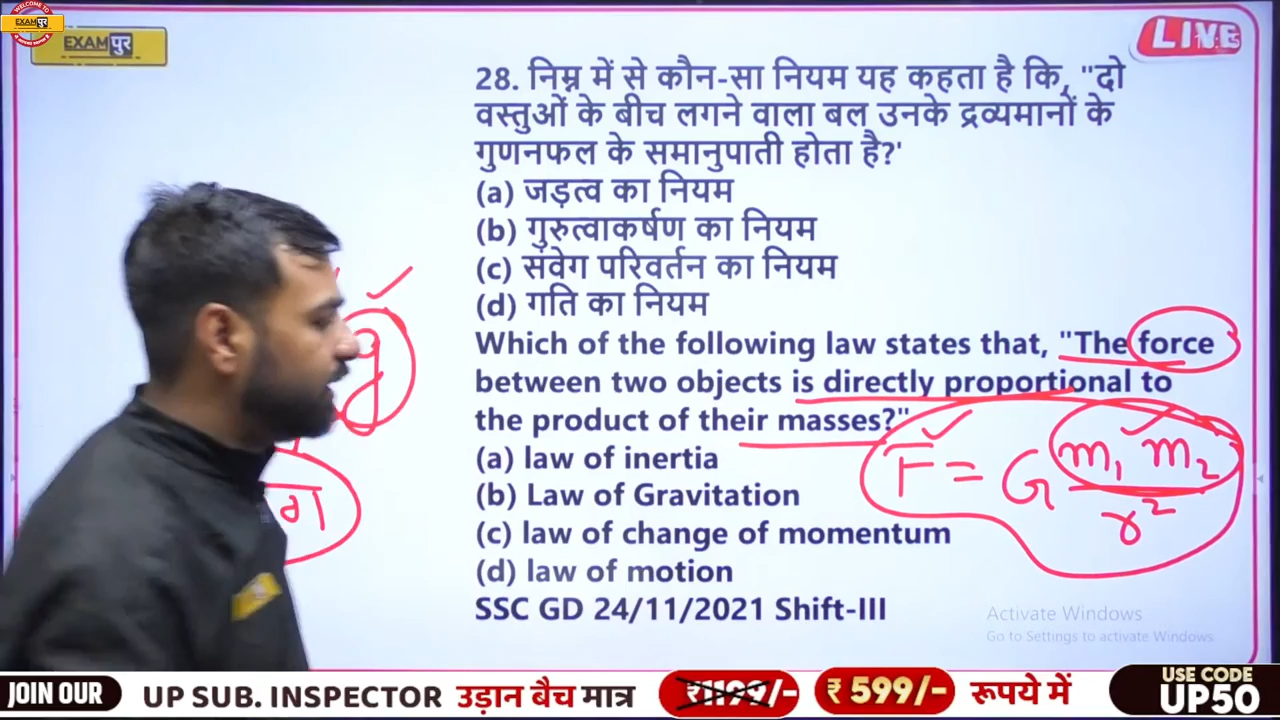 WELCOME TO
EXAMपुर
EXAMपुर
LIVE
28. निम्न में से कौन-सा नियम यह कहता है कि, "दो
वस्तुओं के बीच लगने वाला बल उनके द्रव्यमानों के
गुणनफल के समानुपाती होता है?'
(a) जड़त्व का नियम
(b) गुरुत्वाकर्षण का नियम
(c) संवेग परिवर्तन का नियम
(d) गति का नियम
Which of the following law states that, "The force
between two objects is directly proportional to
the product of their masses?"
(a) law of inertia
(b) Law of Gravitation
(c) law of change of momentum
(d) law of motion
SSC GD 24/11/2021 Shift-III
g
F = G m₁ m₂
r²
Activate Windows
Go to Settings to activate Windows.
JOIN OUR UP SUB. INSPECTOR उड़ान बैच मात्र ₹1199/- ₹ 599/- रूपये में USE CODE
UP50